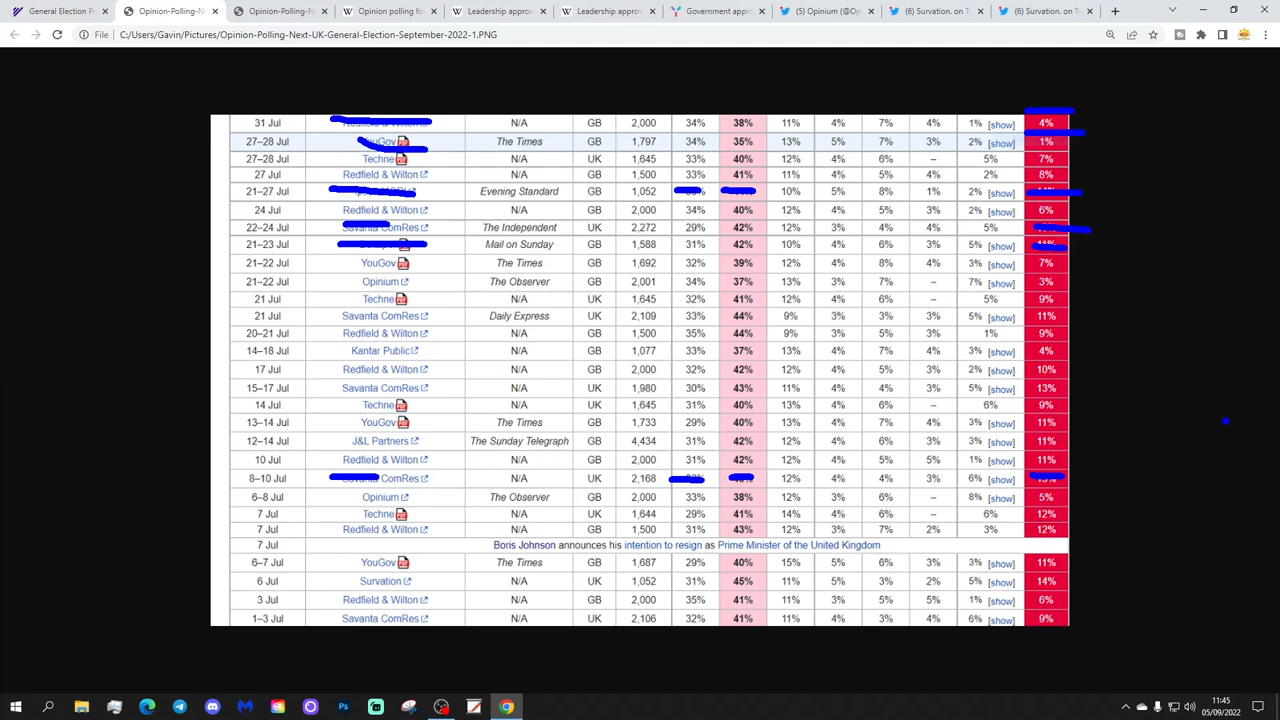 General Election P
Opinion-Polling-Ne
Opinion-Polling-Ne
Opinion polling for
Leadership approv
Leadership approv
Government appro
(5) Opinium (@Op
(6) Survation. on T
(6) Survation. on T
File C:/Users/Gavin/Pictures/Opinion-Polling-Next-UK-General-Election-September-2022-1.PNG
31 Jul Redfield & Wilton N/A GB 2,000 34% 38% 11% 4% 7% 4% 1% [show] 4%
27–28 Jul YouGov The Times GB 1,797 34% 35% 13% 5% 7% 3% 2% [show] 1%
27–28 Jul Techne N/A UK 1,645 33% 40% 12% 4% 6% – 5% 7%
27 Jul Redfield & Wilton N/A GB 1,500 33% 41% 11% 5% 4% 4% 2% 8%
21–27 Jul Evening Standard GB 1,052 10% 5% 8% 1% 2% [show]
24 Jul Redfield & Wilton N/A GB 2,000 34% 40% 12% 4% 5% 3% 2% [show] 6%
22–24 Jul Savanta ComRes The Independent UK 2,272 29% 42% 12% 3% 4% 4% 5%
21–23 Jul Mail on Sunday GB 1,588 31% 42% 10% 4% 6% 3% 5% [show] 11%
21–22 Jul YouGov The Times GB 1,692 32% 39% 12% 4% 8% 4% 3% [show] 7%
21–22 Jul Opinium The Observer GB 2,001 34% 37% 13% 3% 7% – 7% [show] 3%
21 Jul Techne N/A UK 1,645 32% 41% 12% 4% 6% – 5% 9%
21 Jul Savanta ComRes Daily Express UK 2,109 33% 44% 9% 3% 3% 3% 5% [show] 11%
20–21 Jul Redfield & Wilton N/A GB 1,500 35% 44% 9% 3% 5% 3% 1% 9%
14–18 Jul Kantar Public N/A GB 1,077 33% 37% 13% 4% 7% 4% 3% [show] 4%
17 Jul Redfield & Wilton N/A GB 2,000 32% 42% 12% 4% 5% 3% 2% [show] 10%
15–17 Jul Savanta ComRes N/A UK 1,980 30% 43% 11% 4% 4% 3% 5% [show] 13%
14 Jul Techne N/A UK 1,645 31% 40% 13% 4% 6% – 6% 9%
13–14 Jul YouGov The Times GB 1,733 29% 40% 13% 4% 7% 4% 3% [show] 11%
12–14 Jul J&L Partners The Sunday Telegraph GB 4,434 31% 42% 12% 4% 6% 3% 3% [show] 11%
10 Jul Redfield & Wilton N/A GB 2,000 31% 42% 12% 4% 5% 5% 1% [show] 11%
8–10 Jul Savanta ComRes N/A UK 2,168 12% 4% 4% 3% 6% [show]
6–8 Jul Opinium The Observer GB 2,000 33% 38% 12% 3% 6% – 8% [show] 5%
7 Jul Techne N/A UK 1,644 29% 41% 14% 4% 6% – 6% 12%
7 Jul Redfield & Wilton N/A GB 1,500 31% 43% 12% 3% 7% 2% 3% 12%
7 Jul Boris Johnson announces his intention to resign as Prime Minister of the United Kingdom
6–7 Jul YouGov The Times GB 1,687 29% 40% 15% 5% 6% 3% 3% [show] 11%
6 Jul Survation N/A UK 1,052 31% 45% 11% 5% 3% 2% 5% [show] 14%
3 Jul Redfield & Wilton N/A GB 2,000 35% 41% 11% 3% 5% 5% 1% [show] 6%
1–3 Jul Savanta ComRes N/A UK 2,106 32% 41% 11% 4% 3% 4% 6% [show] 9%
11:45
05/09/2022